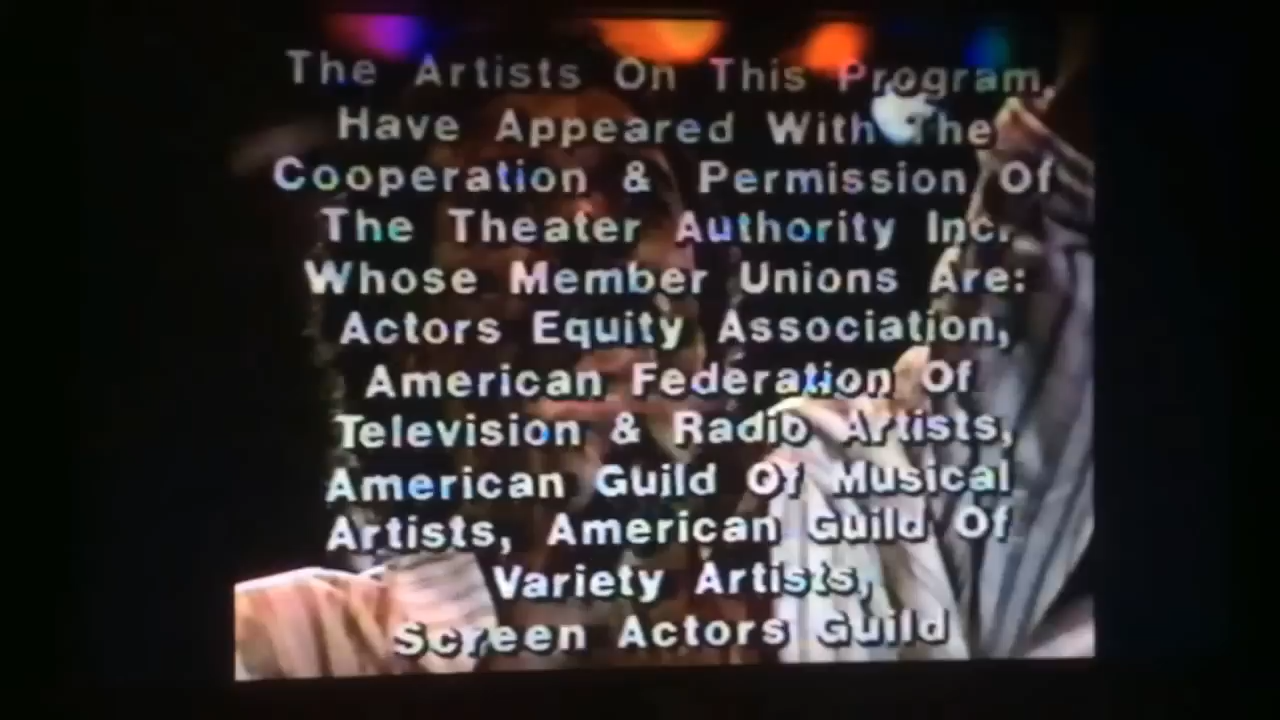 The Artists On This Program,
Have Appeared With The
Cooperation & Permission Of
The Theater Authority Inc.
Whose Member Unions Are:
Actors Equity Association,
American Federation Of
Television & Radio Artists,
American Guild Of Musical
Artists, American Guild Of
Variety Artists,
Screen Actors Guild